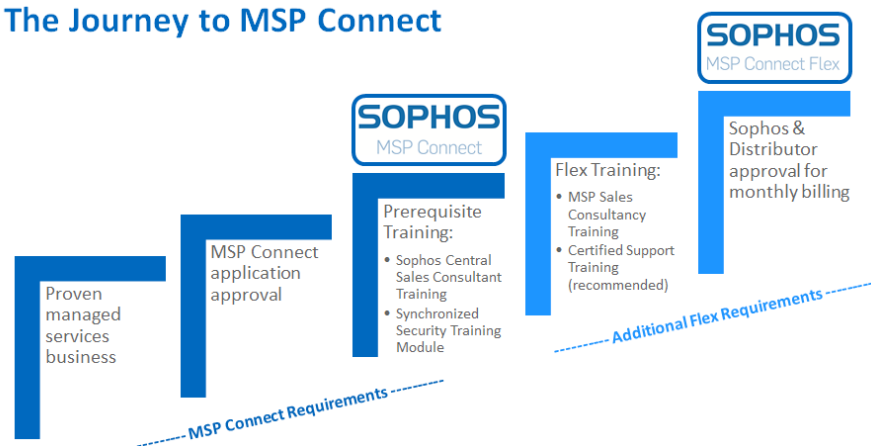 The Journey to MSP Connect
SOPHOS
MSP Connect Flex
SOPHOS
MSP Connect
Proven
managed
services
business
MSP Connect
application
approval
Prerequisite
Training:
• Sophos Central
Sales Consultant
Training
• Synchronized
Security Training
Module
Flex Training:
• MSP Sales
Consultancy
Training
• Certified Support
Training
(recommended)
Sophos &
Distributor
approval for
monthly billing
MSP Connect Requirements
Additional Flex Requirements